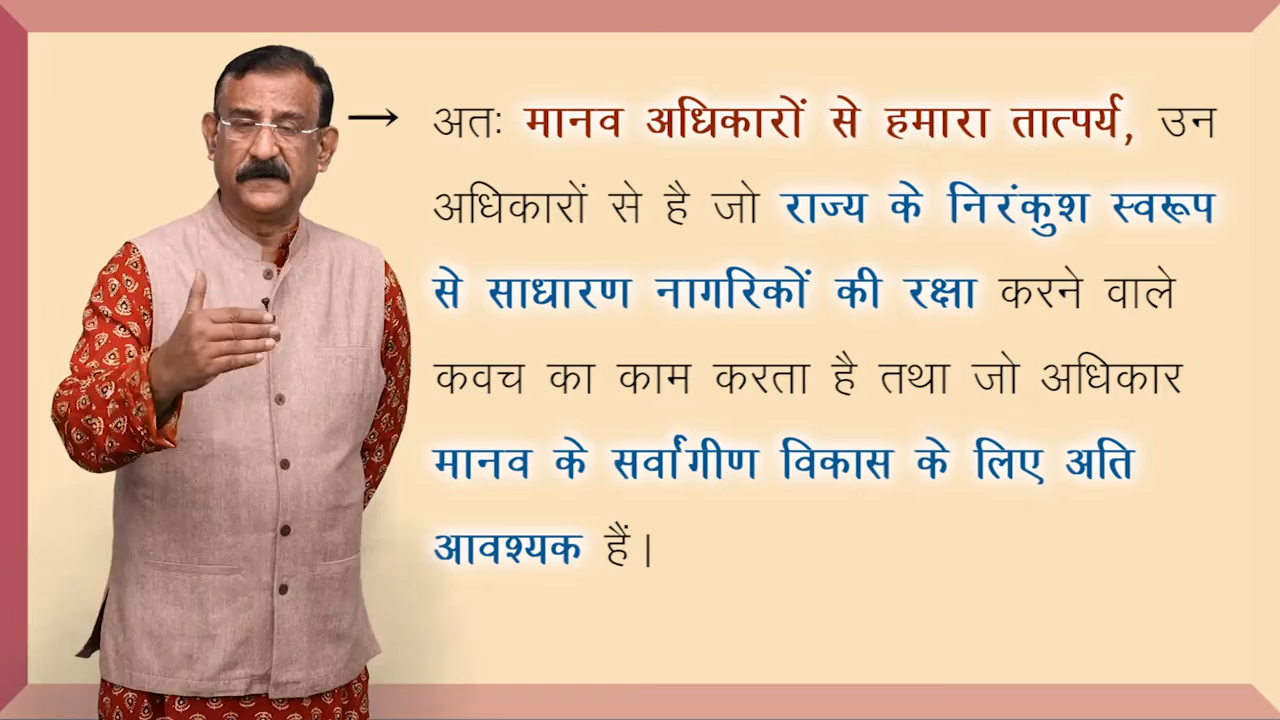 → अतः मानव अधिकारों से हमारा तात्पर्य, उन
अधिकारों से है जो राज्य के निरंकुश स्वरूप
से साधारण नागरिकों की रक्षा करने वाले
कवच का काम करता है तथा जो अधिकार
मानव के सर्वांगीण विकास के लिए अति
आवश्यक हैं।